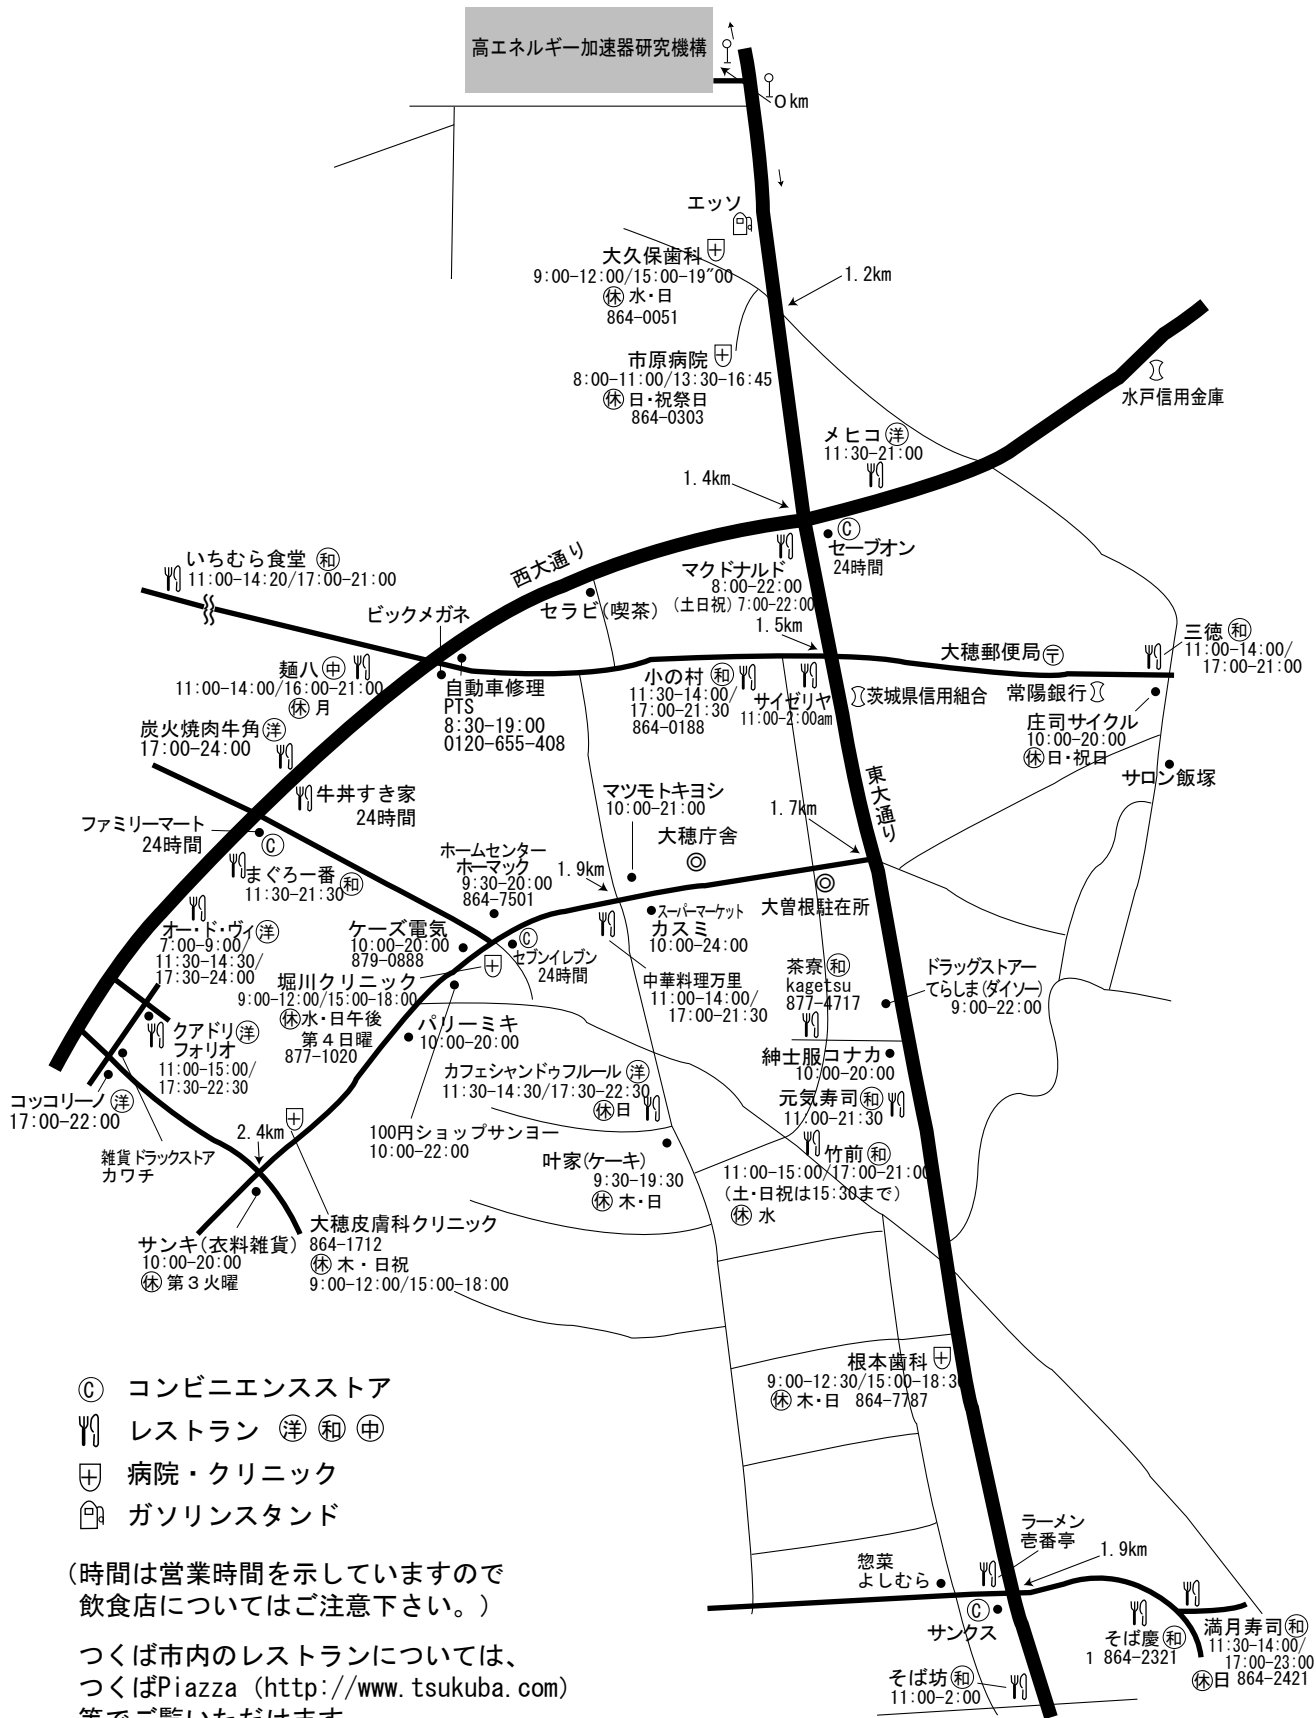 高エネルギー加速器研究機構
0km
エッソ
大久保歯科
9:00-12:00/15:00-19″00
休 水・日
864-0051
1.2km
市原病院
8:00-11:00/13:30-16:45
休 日・祝祭日
864-0303
水戸信用金庫
メヒコ 洋
11:30-21:00
1.4km
C
セーブオン
24時間
西大通り
マクドナルド
8:00-22:00
(土日祝) 7:00-22:00
いちむら食堂 和
11:00-14:20/17:00-21:00
セラビ(喫茶)
ビックメガネ
1.5km
大穂郵便局 〒
三徳 和
11:00-14:00/
17:00-21:00
麺八 中
11:00-14:00/16:00-21:00
休 月
自動車修理
PTS
8:30-19:00
0120-655-408
小の村 和
11:30-14:00/
17:00-21:30
864-0188
サイゼリヤ
11:00-2:00am
茨城県信用組合
常陽銀行
庄司サイクル
10:00-20:00
休 日・祝日
サロン飯塚
炭火焼肉牛角 洋
17:00-24:00
牛丼すき家
24時間
東大通り
マツモトキヨシ
10:00-21:00
1.7km
ファミリーマート
24時間
C
大穂庁舎
ホームセンター
ホーマック
9:30-20:00
864-7501
1.9km
まぐろ一番
11:30-21:30 和
大曽根駐在所
スーパーマーケット
カスミ
10:00-24:00
オー・ド・ヴィ 洋
7:00-9:00/
11:30-14:30/
17:30-24:00
ケーズ電気
10:00-20:00
879-0888
C
セブンイレブン
24時間
堀川クリニック
9:00-12:00/15:00-18:00
休 水・日午後
第4日曜
877-1020
中華料理万里
11:00-14:00/
17:00-21:30
茶寮 和
kagetsu
877-4717
ドラッグストアー
てらしま(ダイソー)
9:00-22:00
クアドリ 洋
フォリオ
11:00-15:00/
17:30-22:30
パリーミキ
10:00-20:00
紳士服コナカ
10:00-20:00
カフェシャンドゥフルール 洋
11:30-14:30/17:30-22:30
休 日
コッコリーノ 洋
17:00-22:00
元気寿司 和
11:00-21:30
2.4km
100円ショップサンヨー
10:00-22:00
雑貨 ドラックストア
カワチ
叶家(ケーキ)
9:30-19:30
休 木・日
竹前 和
11:00-15:00/17:00-21:00
(土・日祝は15:30まで)
休 水
サンキ(衣料雑貨)
10:00-20:00
休 第3火曜
大穂皮膚科クリニック
864-1712
休 木・日祝
9:00-12:00/15:00-18:00
根本歯科
9:00-12:30/15:00-18:30
休 木・日 864-7787
C コンビニエンスストア
レストラン 洋 和 中
病院・クリニック
ガソリンスタンド
(時間は営業時間を示していますので
飲食店についてはご注意下さい。)
つくば市内のレストランについては、
つくばPiazza (http://www.tsukuba.com)
等でご覧いただけます
ラーメン
壱番亭
1.9km
惣菜
よしむら
C
サンクス
そば慶 和
1 864-2321
満月寿司 和
11:30-14:00/
17:00-23:00
休 日 864-2421
そば坊 和
11:00-2:00